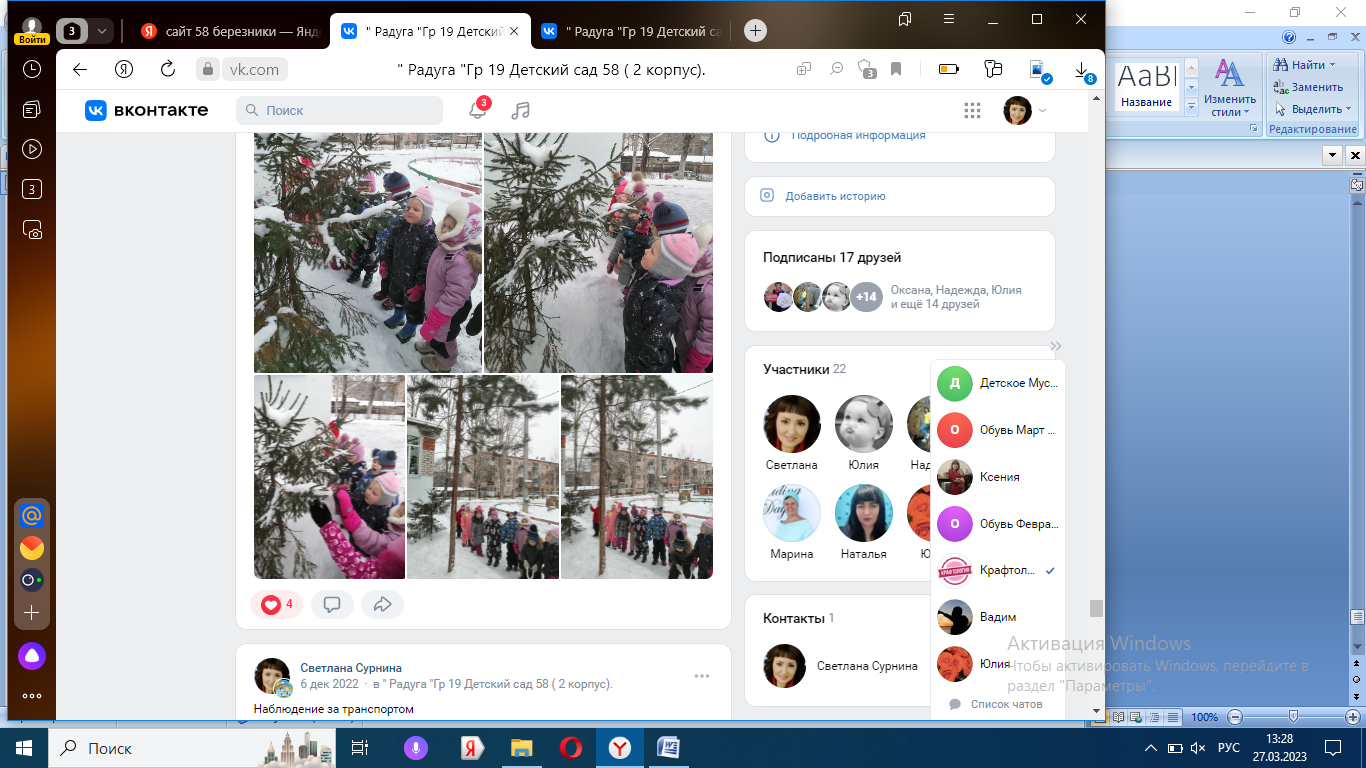 Войти
3
сайт 58 березники — Янд
" Радуга "Гр 19 Детский
" Радуга "Гр 19 Детский са
vk.com
" Радуга "Гр 19 Детский сад 58 ( 2 корпус).
3
8
ВКОНТАКТЕ
Поиск
3
Подробная информация
Добавить историю
Подписаны 17 друзей
+14
Оксана, Надежда, Юлия
и ещё 14 друзей
Участники 22
Светлана
Юлия
Над
Марина
Наталья
Ю
Контакты 1
Светлана Сурнина
Д
Детское Мус...
О
Обувь Март ...
Ксения
О
Обувь Февра...
КРАФТОЛОГИЯ
Крафтол...
Вадим
Юлия
Список чатов
4
Светлана Сурнина
6 дек 2022 · в " Радуга "Гр 19 Детский сад 58 ( 2 корпус).
Наблюдение за транспортом
AaBl
Название
Изменить
стили
Найти
Заменить
Выделить
Редактирование
Активация Windows
Чтобы активировать Windows, перейдите в
раздел "Параметры".
100%
Поиск
РУС
13:28
27.03.2023